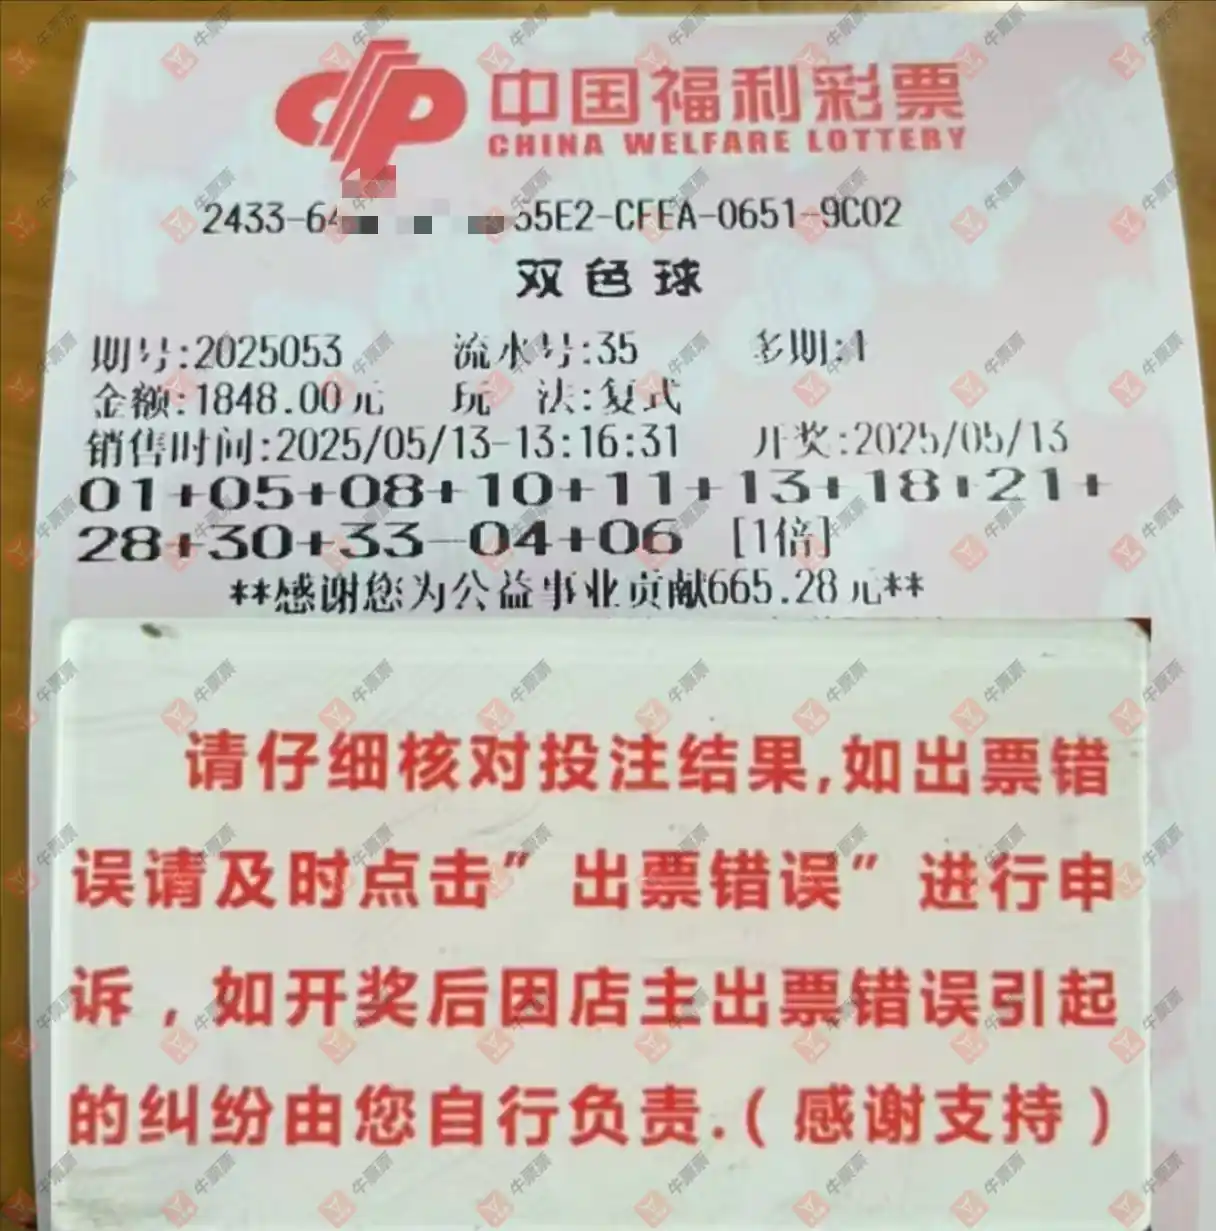 中国福利彩票
CHINA WELFARE LOTTERY
2433-64 55E2-CFEA-0651-9C02
双色球
期号:2025053 流水号:35 多期:1
金额:1848.00元 玩 法:复式
销售时间:2025/05/13-13:16:31 开奖:2025/05/13
01+05+08+10+11+13+18+21+
28+30+33-04+06 [1倍]
**感谢您为公益事业贡献665.28元**
请仔细核对投注结果,如出票错
误请及时点击”出票错误”进行申
诉,如开奖后因店主出票错误引起
的纠纷由您自行负责.(感谢支持)
牛票票